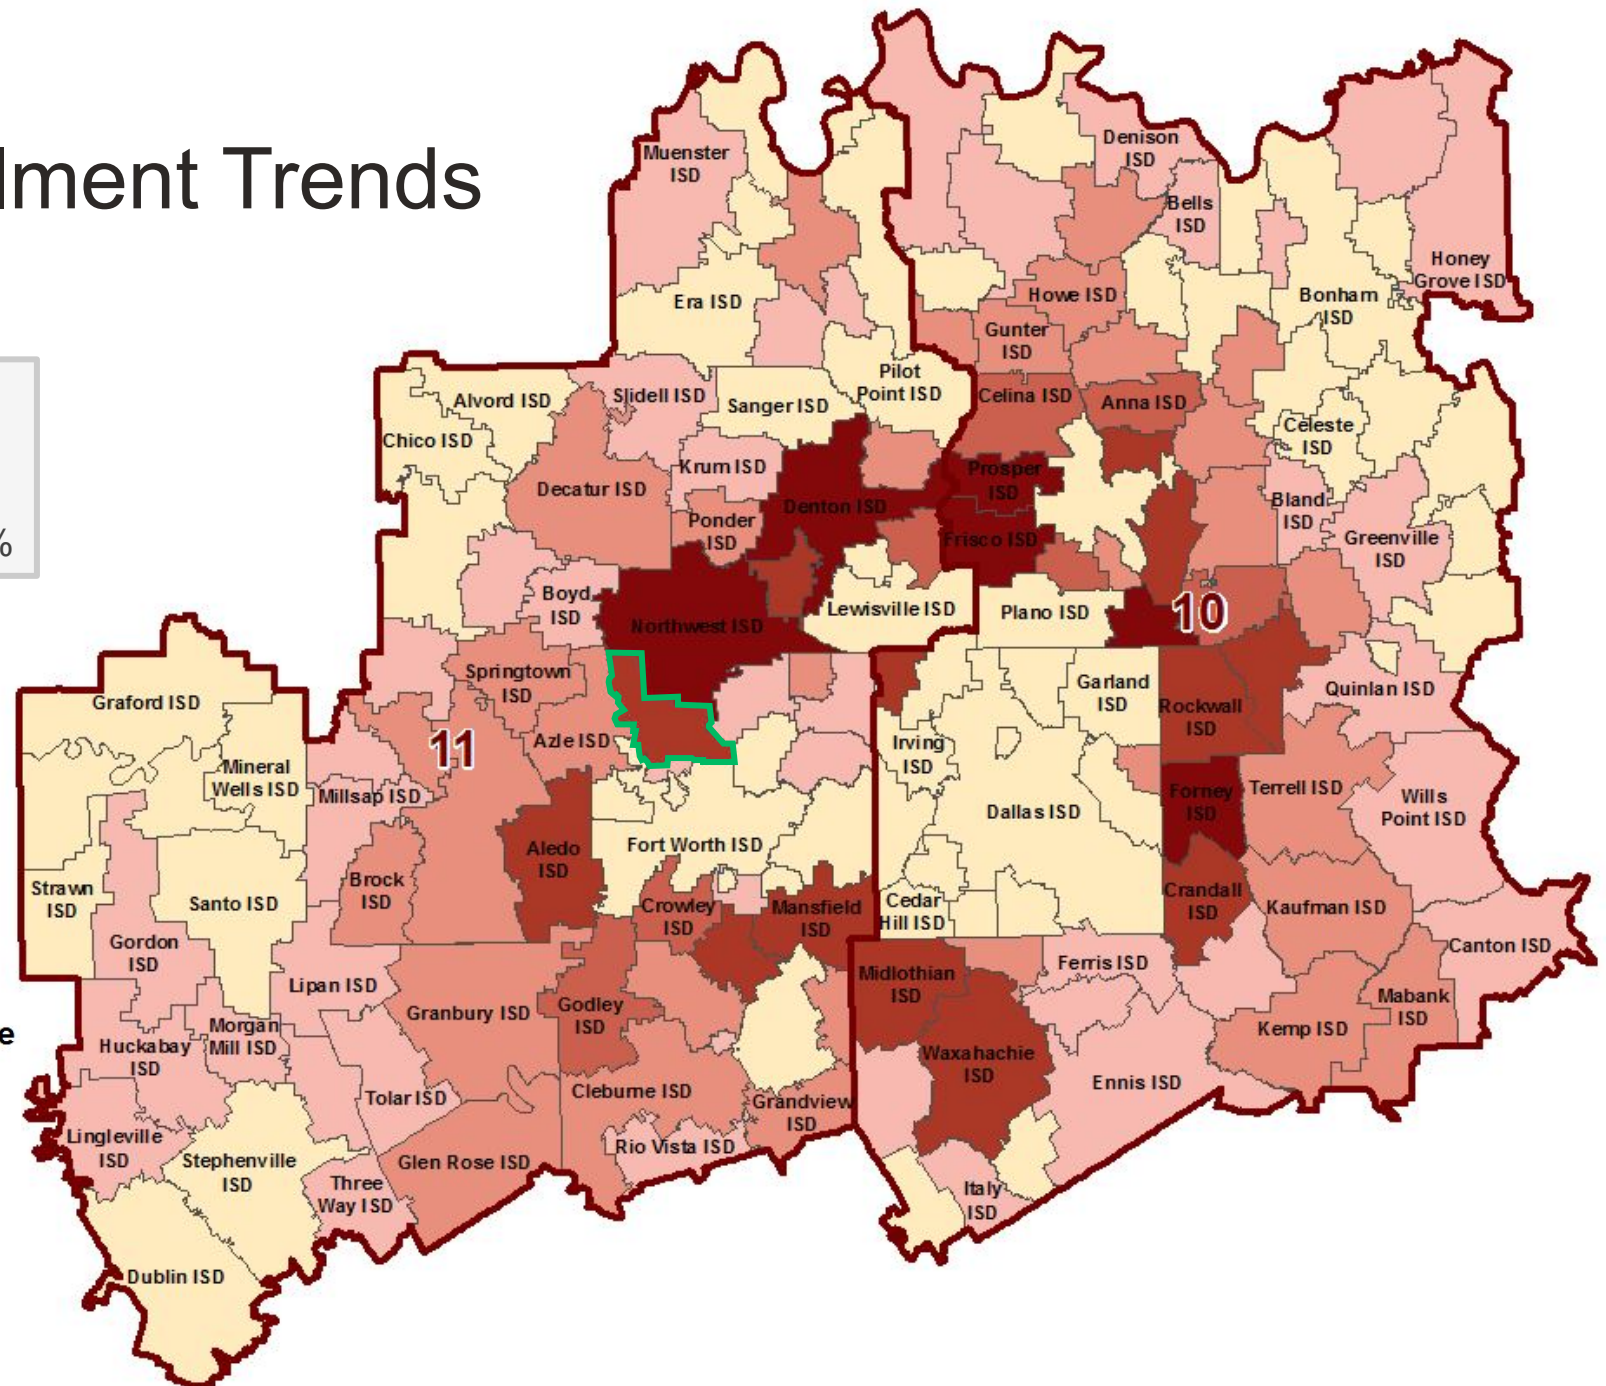 lment Trends
%
e
Muenster
ISD
Denison
ISD
Bells
ISD
Honey
Grove ISD
Era ISD
Howe ISD
Bonham
ISD
Gunter
ISD
Pilot
Point ISD
Alvord ISD
Slidell ISD
Sanger ISD
Celina ISD
Anna ISD
Chico ISD
Celeste
ISD
Krum ISD
Prosper
ISD
Decatur ISD
Denton ISD
Bland
ISD
Ponder
ISD
Frisco ISD
Greenville
ISD
Boyd
ISD
Lewisville ISD
Plano ISD
10
Northwest ISD
Springtown
ISD
Garland
ISD
Quinlan ISD
Graford ISD
Rockwall
ISD
11
Azle ISD
Irving
ISD
Mineral
Wells ISD
Millsap ISD
Forney
ISD
Terrell ISD
Wills
Point ISD
Dallas ISD
Fort Worth ISD
Aledo
ISD
Strawn
ISD
Brock
ISD
Santo ISD
Crowley
ISD
Mansfield
ISD
Cedar
Hill ISD
Crandall
ISD
Kaufman ISD
Gordon
ISD
Canton ISD
Lipan ISD
Midlothian
ISD
Ferris ISD
Granbury ISD
Godley
ISD
Mabank
ISD
Morgan
Mill ISD
Kemp ISD
Huckabay
ISD
Waxahachie
ISD
Ennis ISD
Tolar ISD
Cleburne ISD
Grandview
ISD
Lingleville
ISD
Rio Vista ISD
Stephenville
ISD
Glen Rose ISD
Three
Way ISD
Italy
ISD
Dublin ISD